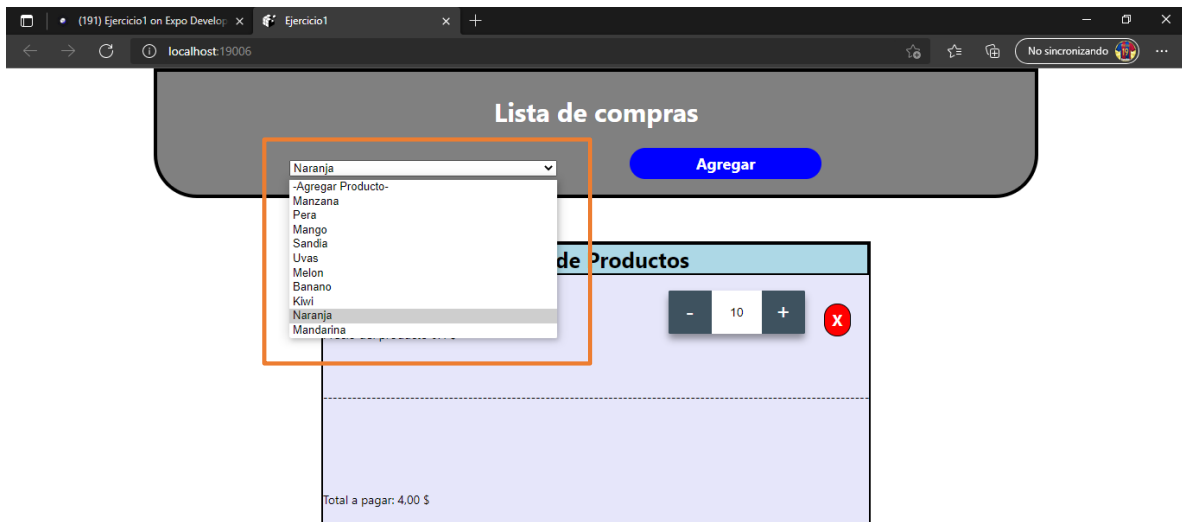 (191) Ejercicio1 on Expo Develop
Ejercicio1
localhost:19006
No sincronizando
Lista de compras
Naranja
Agregar
-Agregar Producto-
Manzana
Pera
Mango
Sandia
Uvas
Melon
Banano
Kiwi
Naranja
Mandarina
de Productos
- 10 +
X
Total a pagar: 4,00 $